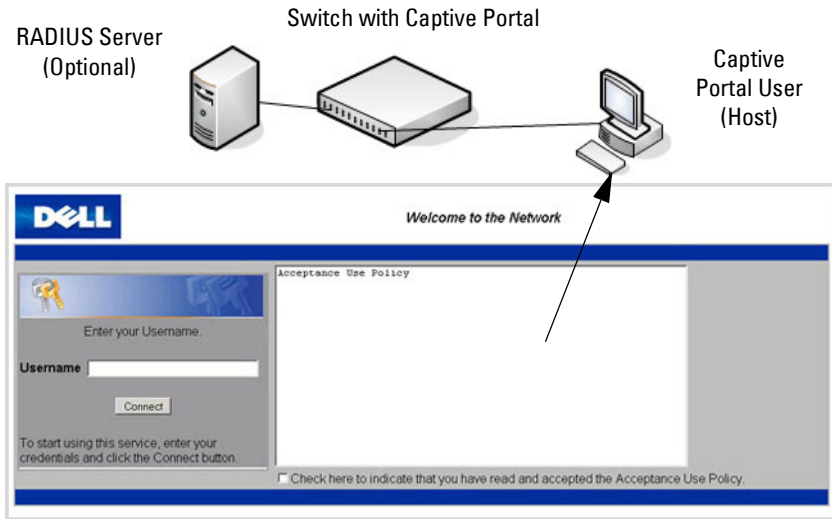 Switch with Captive Portal
RADIUS Server
(Optional)
Captive
Portal User
(Host)
DELL
Welcome to the Network
Acceptance Use Policy
Enter your Username.
Username
Connect
To start using this service, enter your
credentials and click the Connect button.
Check here to indicate that you have read and accepted the Acceptance Use Policy.